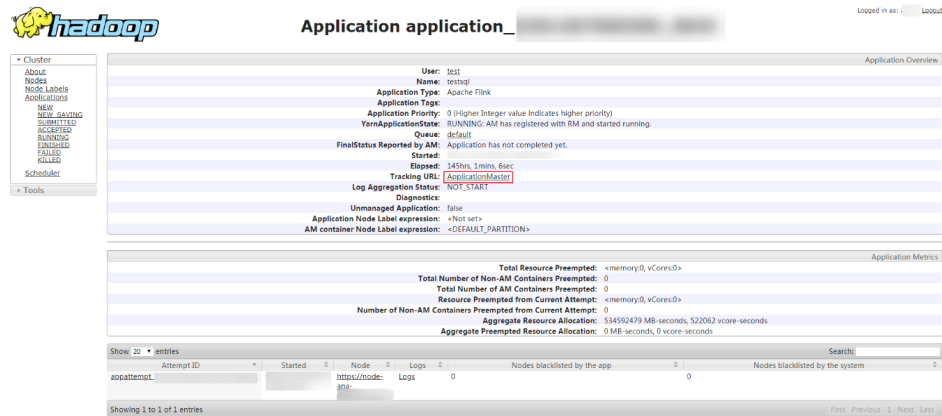 Logged in as: Logout
hadoop
Application application_
Cluster
About
Nodes
Node Labels
Applications
NEW
NEW_SAVING
SUBMITTED
ACCEPTED
RUNNING
FINISHED
FAILED
KILLED
Scheduler
Tools
Application Overview
User: test
Name: testsql
Application Type: Apache Flink
Application Tags:
Application Priority: 0 (Higher Integer value indicates higher priority)
YarnApplicationState: RUNNING: AM has registered with RM and started running.
Queue: default
FinalStatus Reported by AM: Application has not completed yet.
Started:
Elapsed: 145hrs, 1mins, 6sec
Tracking URL: ApplicationMaster
Log Aggregation Status: NOT_START
Diagnostics:
Unmanaged Application: false
Application Node Label expression: <Not set>
AM container Node Label expression: <DEFAULT_PARTITION>
Application Metrics
Total Resource Preempted: <memory:0, vCores:0>
Total Number of Non-AM Containers Preempted: 0
Total Number of AM Containers Preempted: 0
Resource Preempted from Current Attempt: <memory:0, vCores:0>
Number of Non-AM Containers Preempted from Current Attempt: 0
Aggregate Resource Allocation: 534592479 MB-seconds, 522062 vcore-seconds
Aggregate Preempted Resource Allocation: 0 MB-seconds, 0 vcore-seconds
Show 20 entries Search:
Attempt ID Started Node Logs Nodes blacklisted by the app Nodes blacklisted by the system
appattempt_ https://node- Logs 0 0
ana-
Showing 1 to 1 of 1 entries First Previous 1 Next Last